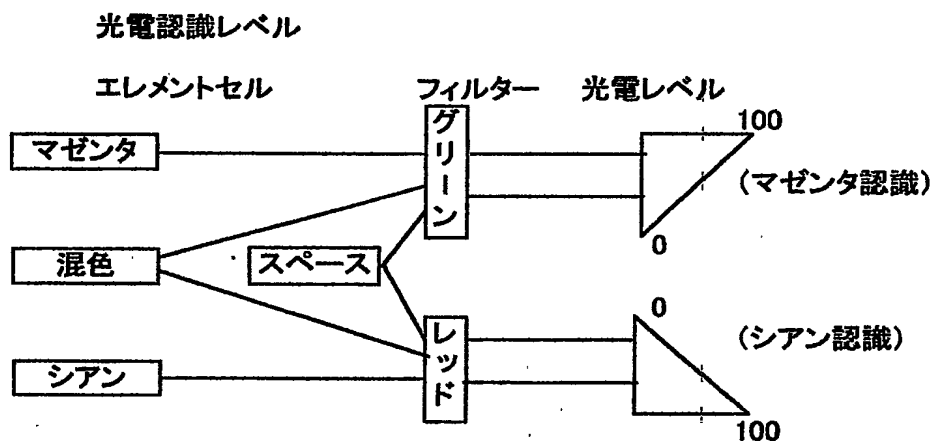 光電認識レベル
エレメントセル
フィルター
光電レベル
マゼンタ
グリーン
100
(マゼンタ認識)
0
混色
スペース
レッド
0
(シアン認識)
シアン
100